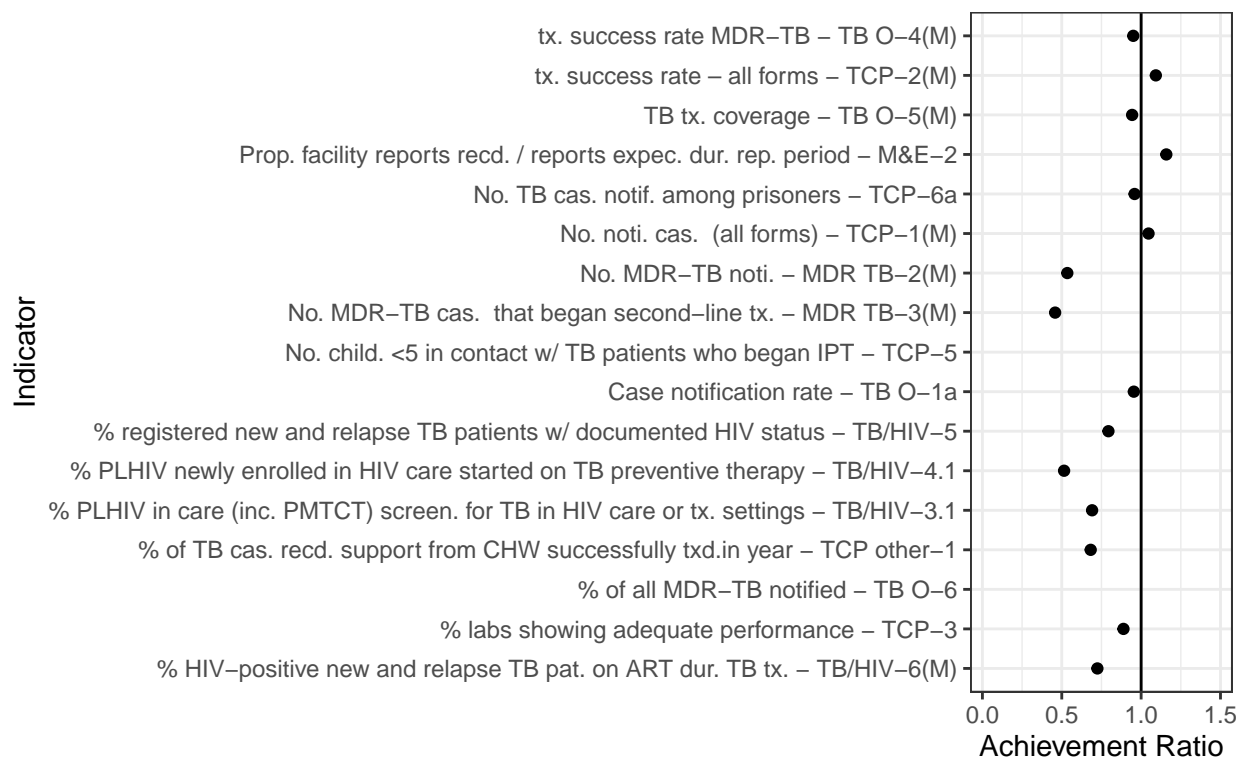 tx. success rate MDR−TB − TB O−4(M)
tx. success rate – all forms − TCP−2(M)
TB tx. coverage − TB O−5(M)
Prop. facility reports recd. / reports expec. dur. rep. period − M&E−2
No. TB cas. notif. among prisoners − TCP−6a
No. noti. cas.  (all forms) − TCP−1(M)
No. MDR−TB noti. − MDR TB−2(M)
No. MDR−TB cas.  that began second−line tx. − MDR TB−3(M)
No. child. <5 in contact w/ TB patients who began IPT − TCP−5
Case notification rate − TB O−1a
% registered new and relapse TB patients w/ documented HIV status − TB/HIV−5
% PLHIV newly enrolled in HIV care started on TB preventive therapy − TB/HIV−4.1
% PLHIV in care (inc. PMTCT) screen. for TB in HIV care or tx. settings − TB/HIV−3.1
% of TB cas. recd. support from CHW successfully txd.in year − TCP other−1
% of all MDR−TB notified − TB O−6
% labs showing adequate performance − TCP−3
% HIV−positive new and relapse TB pat. on ART dur. TB tx. − TB/HIV−6(M)
Indicator
0.0 0.5 1.0 1.5
Achievement Ratio